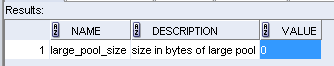 Results:
NAME DESCRIPTION VALUE
1 large_pool_size size in bytes of large pool 0